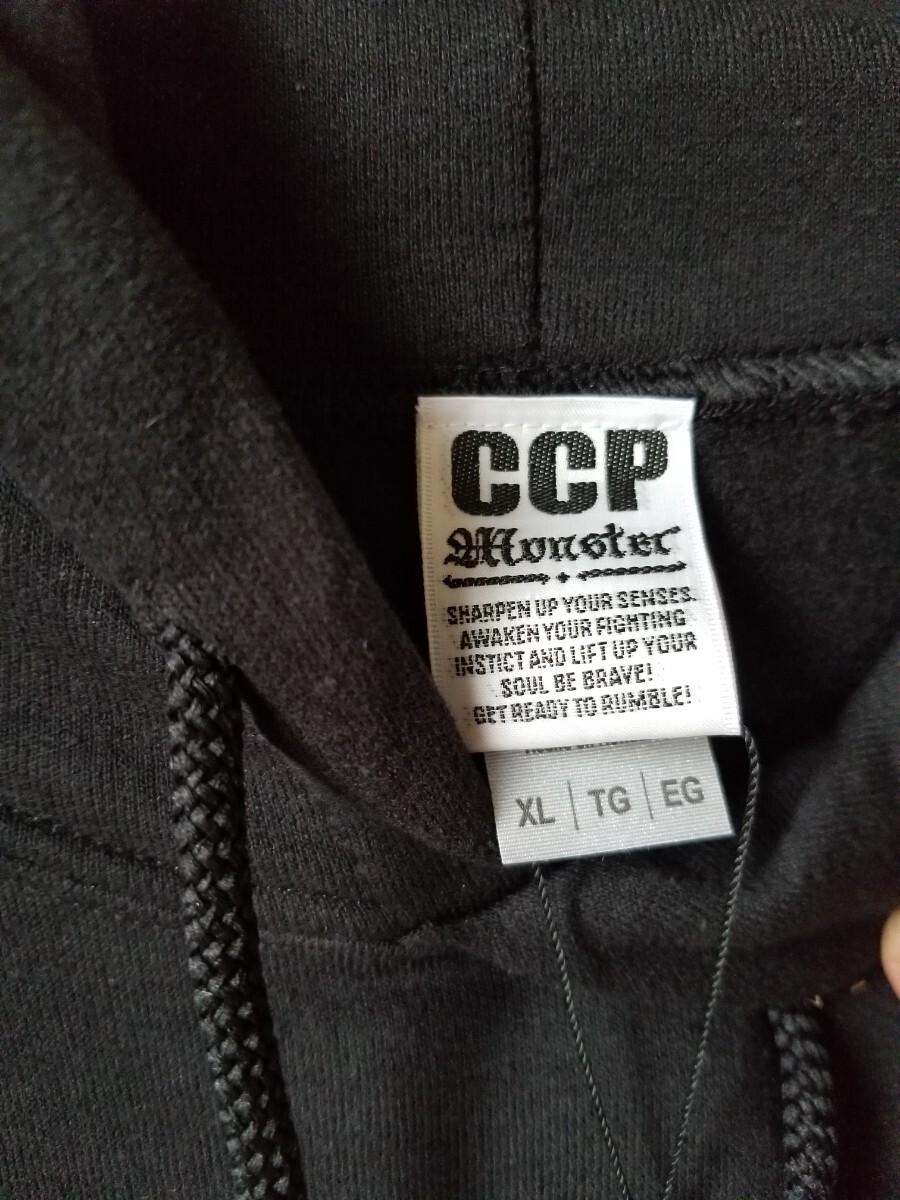 CCP
Monster
SHARPEN UP YOUR SENSES.
AWAKEN YOUR FIGHTING
INSTICT AND LIFT UP YOUR
SOUL BE BRAVE!
GET READY TO RUMBLE!
XL | TG | EG